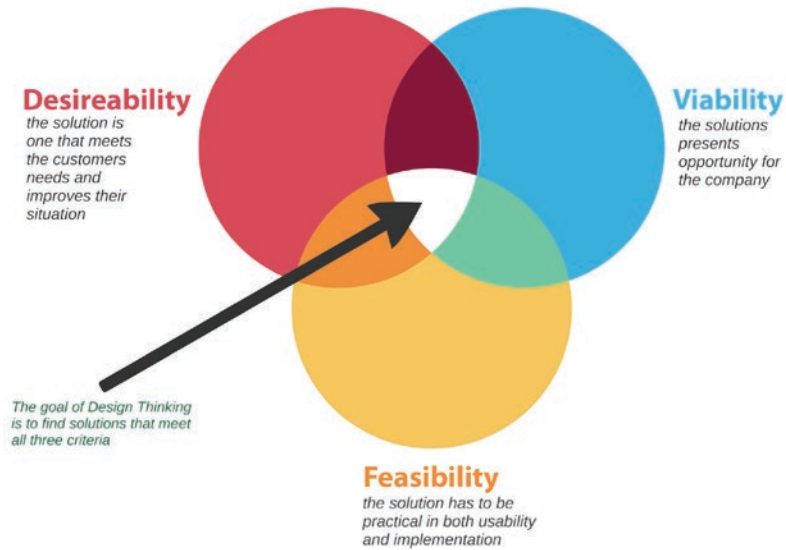 Desireability
the solution is
one that meets
the customers
needs and
improves their
situation
Viability
the solutions
presents
opportunity for
the company
The goal of Design Thinking
is to find solutions that meet
all three criteria
Feasibility
the solution has to be
practical in both usability
and implementation